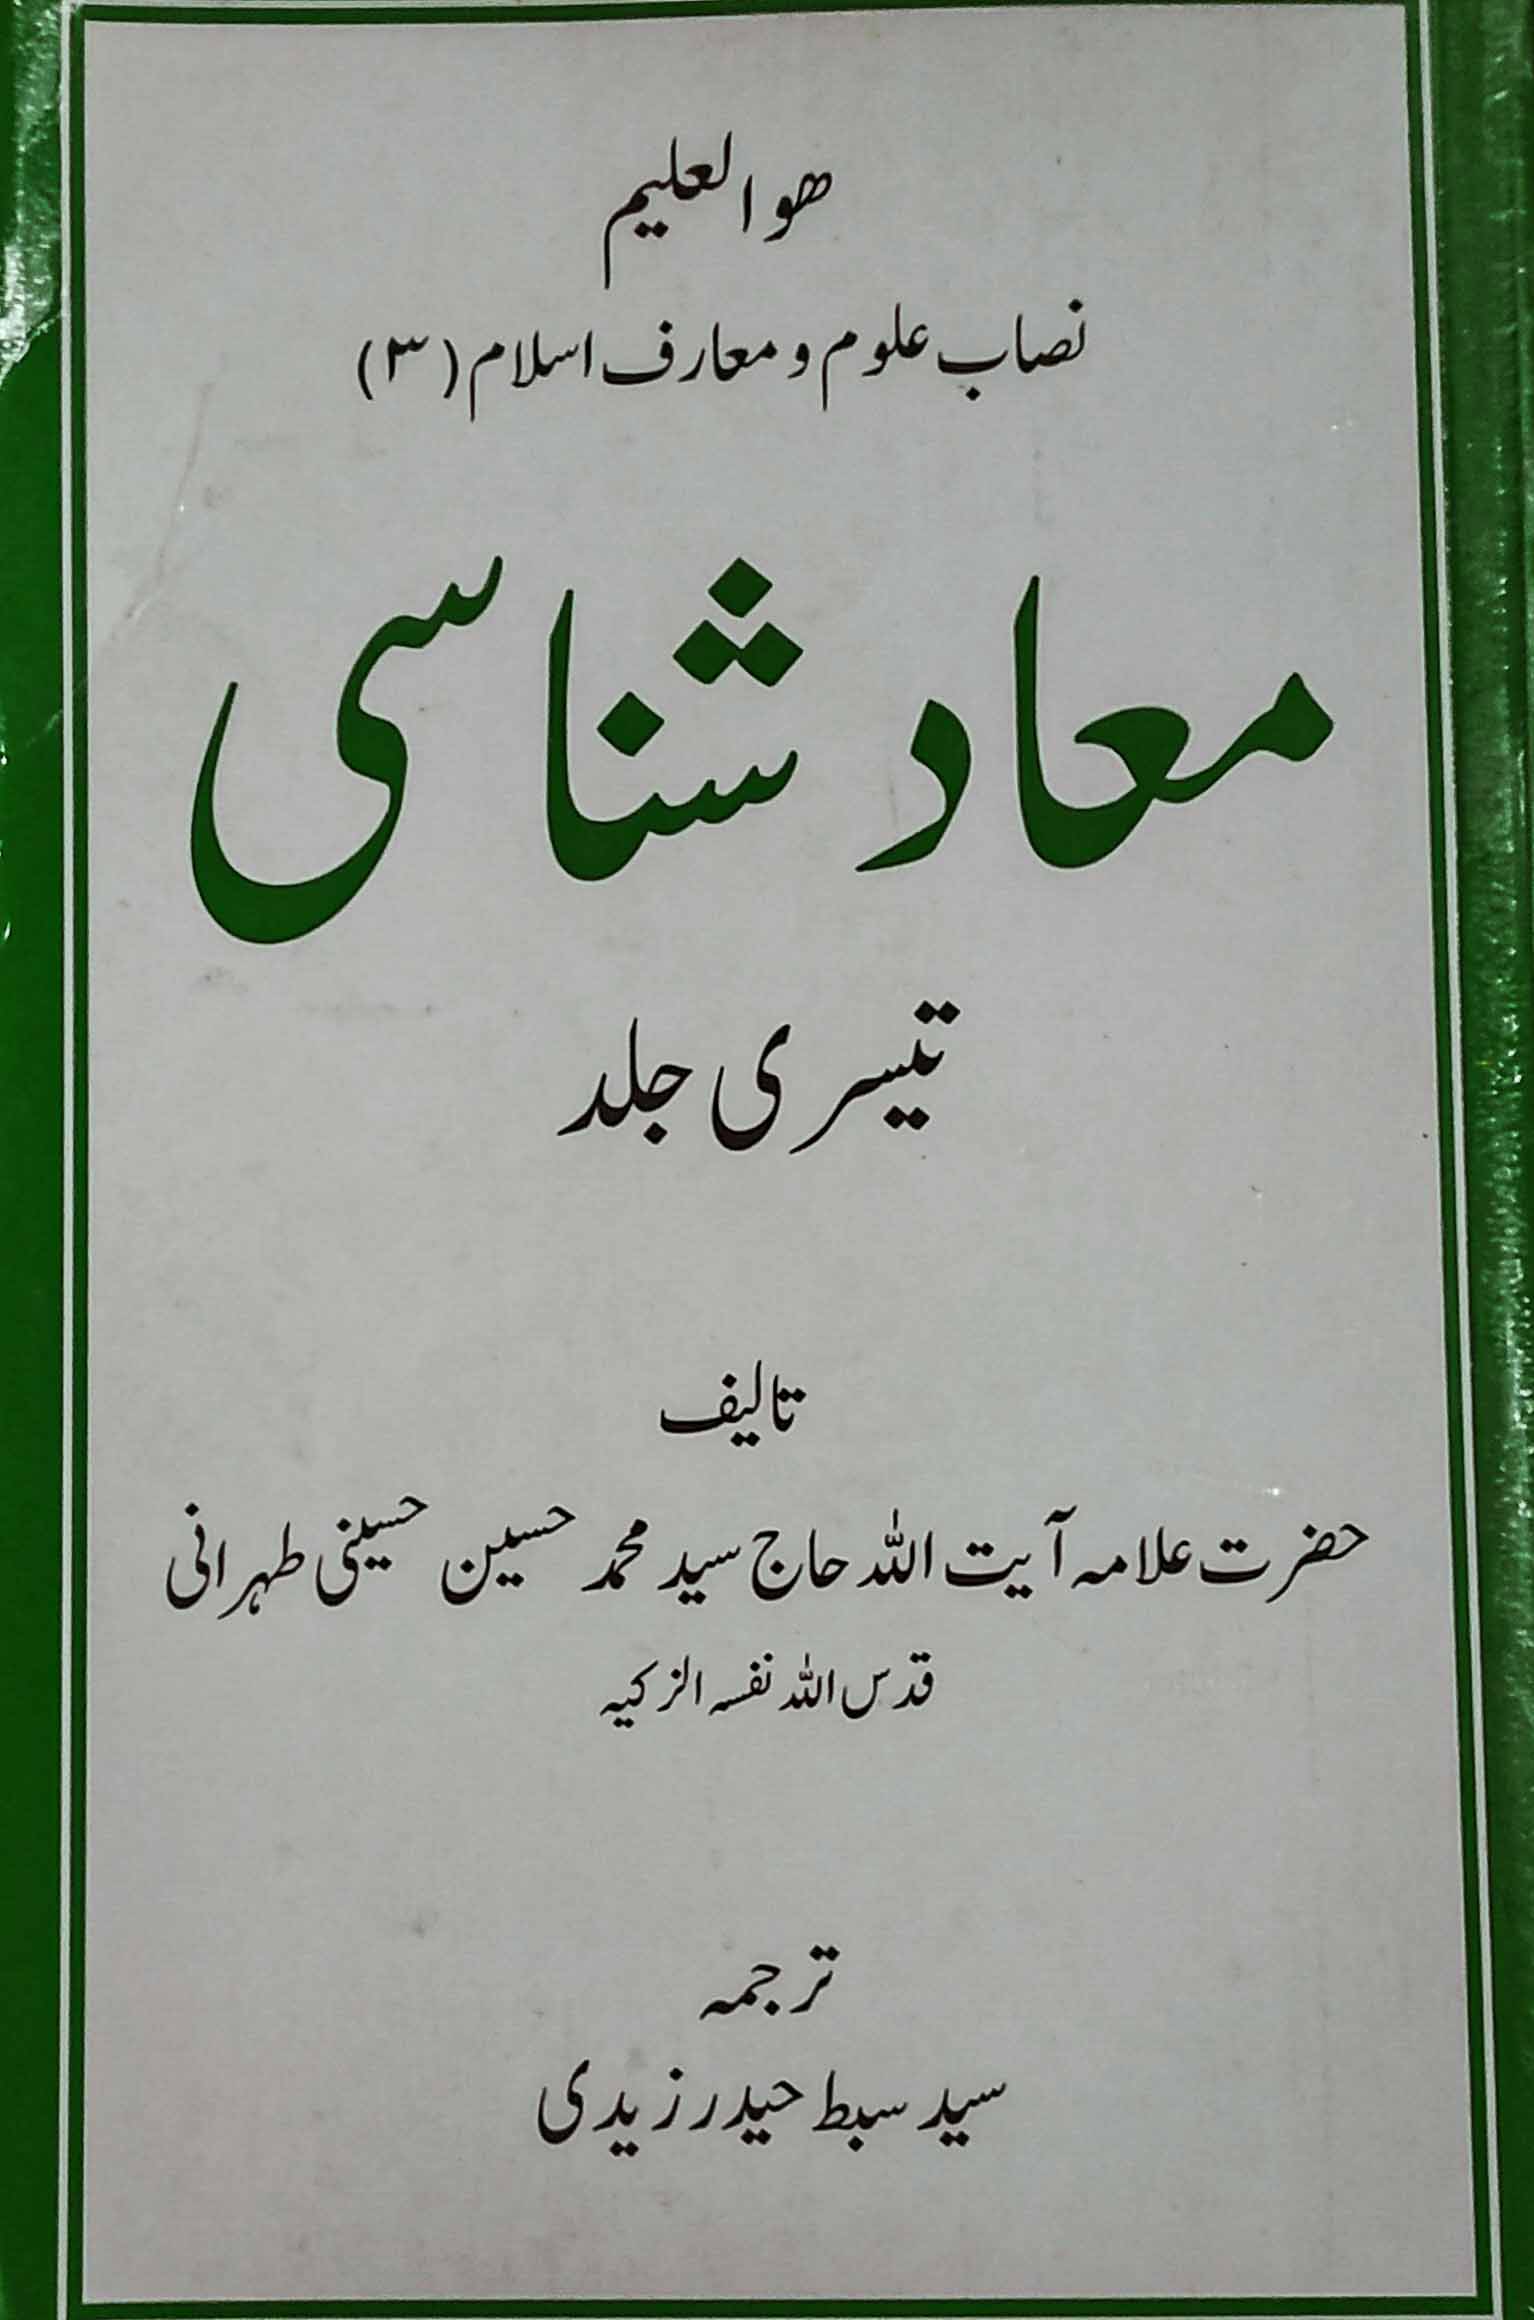 ھوالعلیم
نصاب علوم و معارف اسلام (۳)
معاد شناسی
تیسری جلد
تالیف
حضرت علامہ آیت اللہ حاج سید محمد حسین حسینی طہرانی
قدس اللہ نفسہ الزکیہ
ترجمہ
سید سبط حیدر زیدی